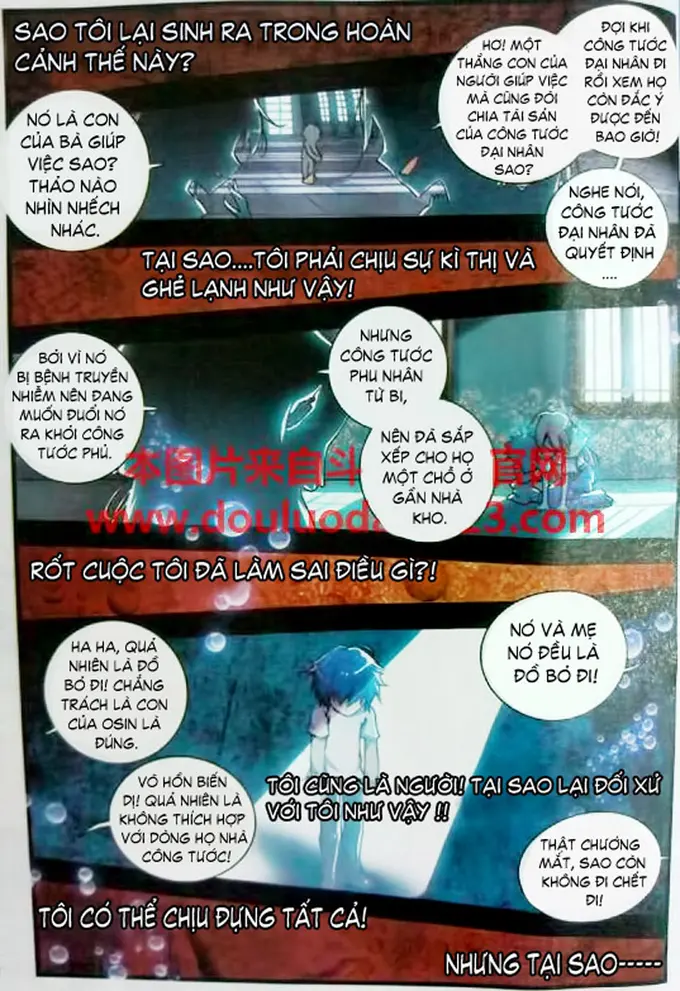 SAO TÔI LẠI SINH RA TRONG HOÀN
CẢNH THẾ NÀY?
ĐỢI KHI
CÔNG TƯỚC
ĐẠI NHÂN ĐI
RỒI XEM HỌ
CÒN ĐẮC Ý
ĐƯỢC ĐẾN
BAO GIỜ!
HƠ! MỘT
THẰNG CON CỦA
NGƯỜI GIÚP VIỆC
MÀ CŨNG ĐÒI
CHIA TÀI SẢN
CỦA CÔNG TƯỚC
ĐẠI NHÂN
SAO?
NÓ LÀ CON
CỦA BÀ GIÚP
VIỆC SAO?
THẢO NÀO
NHÌN NHẾCH
NHÁC.
NGHE NÓI,
CÔNG TƯỚC
ĐẠI NHÂN ĐÃ
QUYẾT ĐỊNH
....
TẠI SAO....TÔI PHẢI CHỊU SỰ KÌ THỊ VÀ
GHẺ LẠNH NHƯ VẬY!
BỞI VÌ NÓ
BỊ BỆNH TRUYỀN
NHIỄM NÊN ĐANG
MUỐN ĐUỔI NÓ
RA KHỎI CÔNG
TƯỚC PHỦ.
NHƯNG
CÔNG TƯỚC
PHU NHÂN
TỪ BI,
NÊN ĐÃ SẮP
XẾP CHO HỌ
MỘT CHỖ Ở
GẦN NHÀ
KHO.
本图片来自斗
官网
www.douluoda
23.com
RỐT CUỘC TÔI ĐÃ LÀM SAI ĐIỀU GÌ?!
HA HA, QUẢ
NHIÊN LÀ ĐỒ
BỎ ĐI! CHẲNG
TRÁCH LÀ CON
CỦA OSIN LÀ
ĐÚNG.
NÓ VÀ MẸ
NÓ ĐỀU LÀ
ĐỒ BỎ ĐI!
VÕ HỒN BIẾN
DỊ! QUẢ NHIÊN LÀ
KHÔNG THÍCH HỢP
VỚI DÒNG HỌ NHÀ
CÔNG TƯỚC!
TÔI CŨNG LÀ NGƯỜI! TẠI SAO LẠI ĐỐI XỬ
VỚI TÔI NHƯ VẬY !!
THẬT CHƯỚNG
MẮT, SAO CÒN
KHÔNG ĐI CHẾT
ĐI!
TÔI CÓ THỂ CHỊU ĐỰNG TẤT CẢ!
NHƯNG TẠI SAO-----